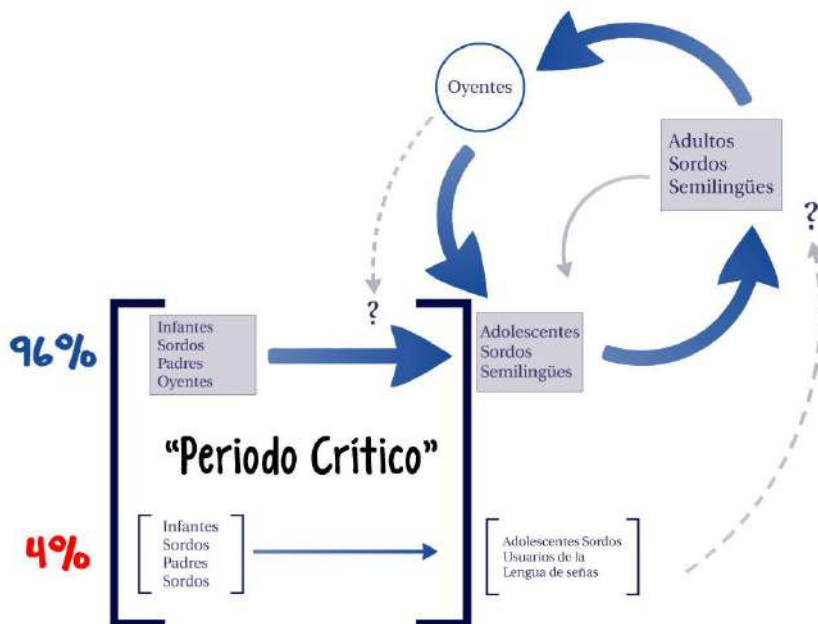 Oyentes
Adultos
Sordos
Semilingües
?
?
96%
Infantes
Sordos
Padres
Oyentes
Adolescentes
Sordos
Semilingües
“Periodo Crítico”
4%
Infantes
Sordos
Padres
Sordos
Adolescentes Sordos
Usuarios de la
Lengua de señas